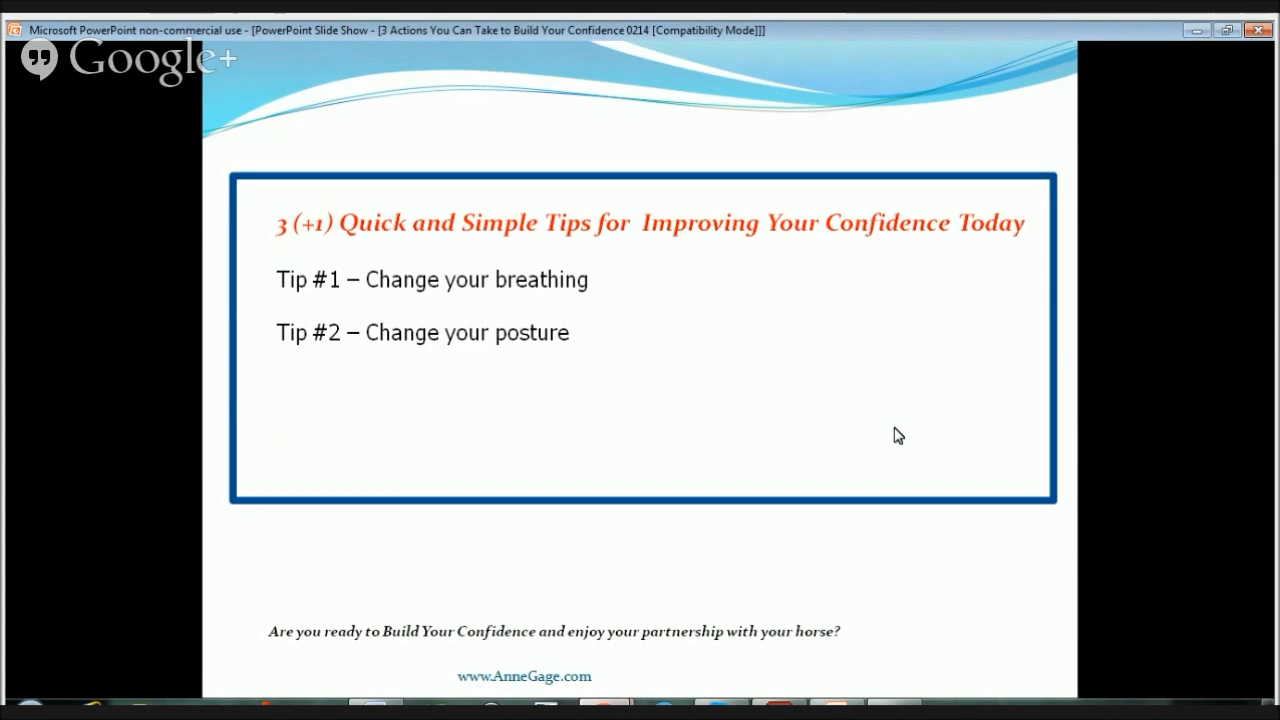 Microsoft PowerPoint non-commercial use - [PowerPoint Slide Show - [3 Actions You Can Take to Build Your Confidence 0214 [Compatibility Mode]]]
Google+
3 (+1) Quick and Simple Tips for Improving Your Confidence Today
Tip #1 – Change your breathing
Tip #2 – Change your posture
Are you ready to Build Your Confidence and enjoy your partnership with your horse?
www.AnneGage.com